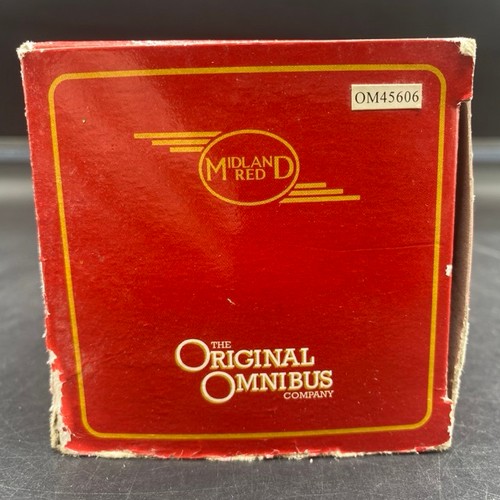 OM45606
MIDLAND
RED
THE
ORIGINAL
OMNIBUS
COMPANY